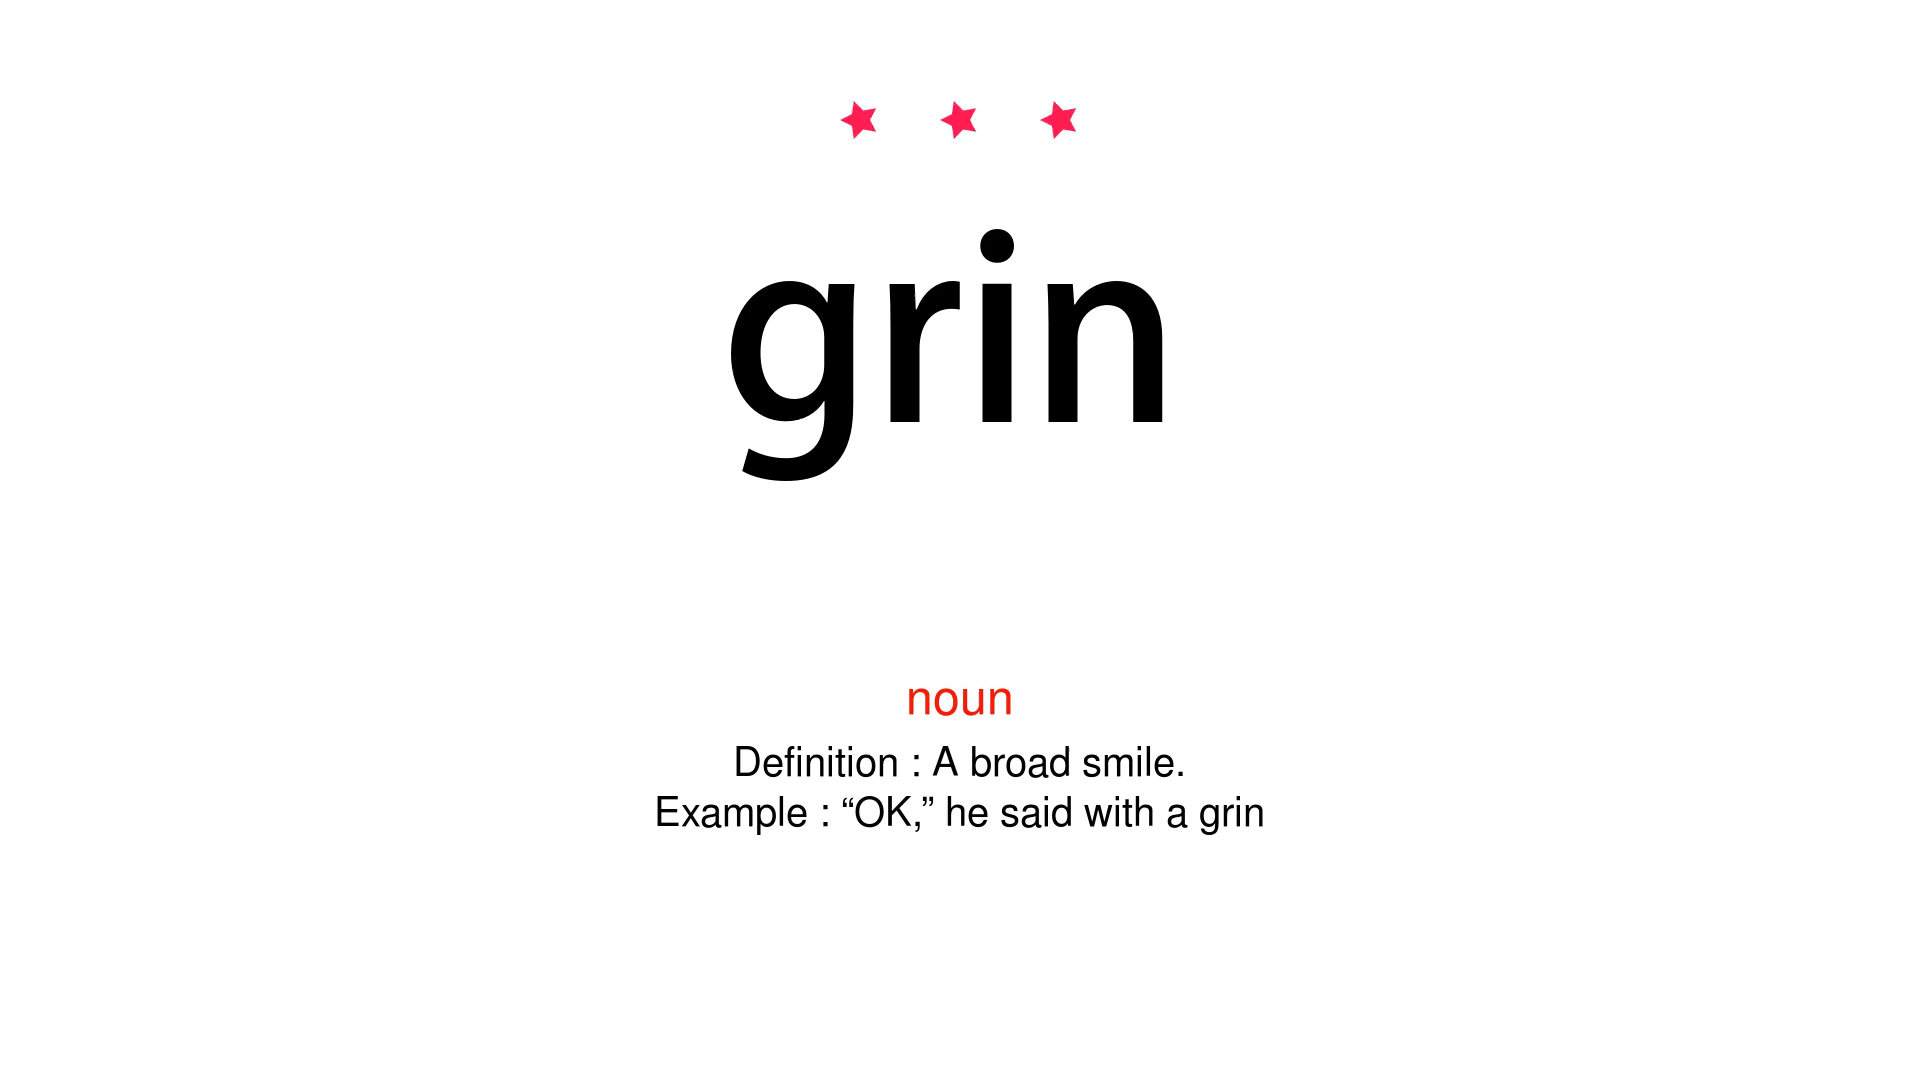 grin
noun
Definition : A broad smile.
Example : “OK,” he said with a grin